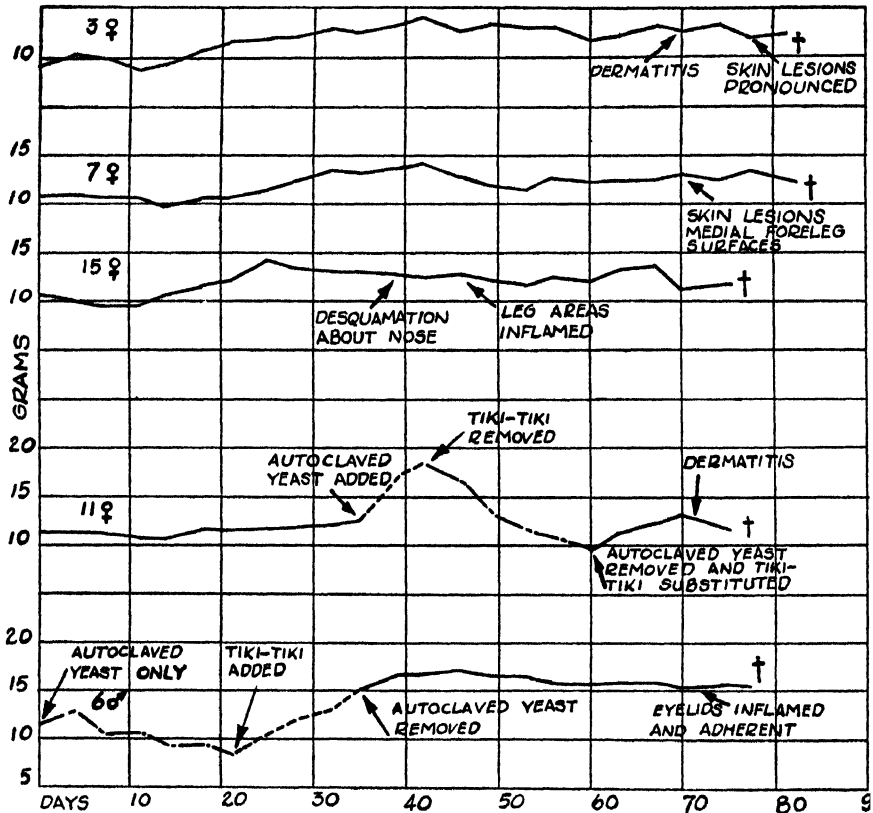 3♀
10
DERMATITIS
SKIN LESIONS
PRONOUNCED
†
15
7♀
10
SKIN LESIONS
MEDIAL FORELEG
SURFACES
†
15
15♀
10
DESQUAMATION
ABOUT NOSE
LEG AREAS
INFLAMED
†
GRAMS
20
TIKI-TIKI
REMOVED
AUTOCLAVED
YEAST ADDED
DERMATITIS
15
11♀
10
†
AUTOCLAVED YEAST
REMOVED AND TIKI-
TIKI SUBSTITUTED
20
AUTOCLAVED
YEAST ONLY
6♂
TIKI-TIKI
ADDED
†
15
AUTOCLAVED YEAST
REMOVED
EYELIDS INFLAMED
AND ADHERENT
10
5
DAYS 10 20 30 40 50 60 70 80 9